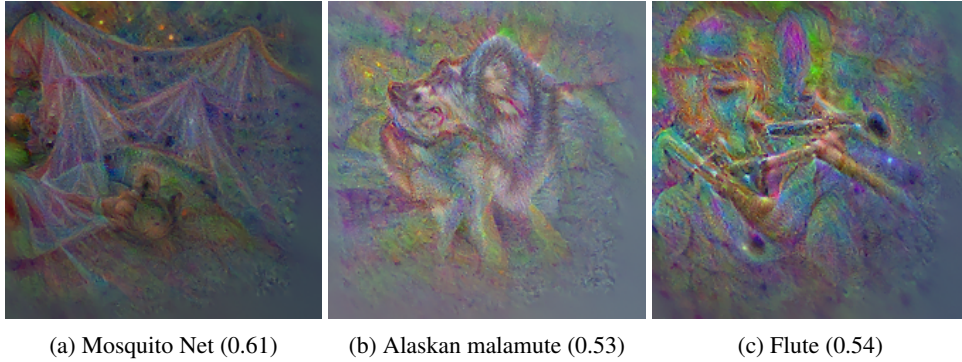 (a) Mosquito Net (0.61)
(b) Alaskan malamute (0.53)
(c) Flute (0.54)